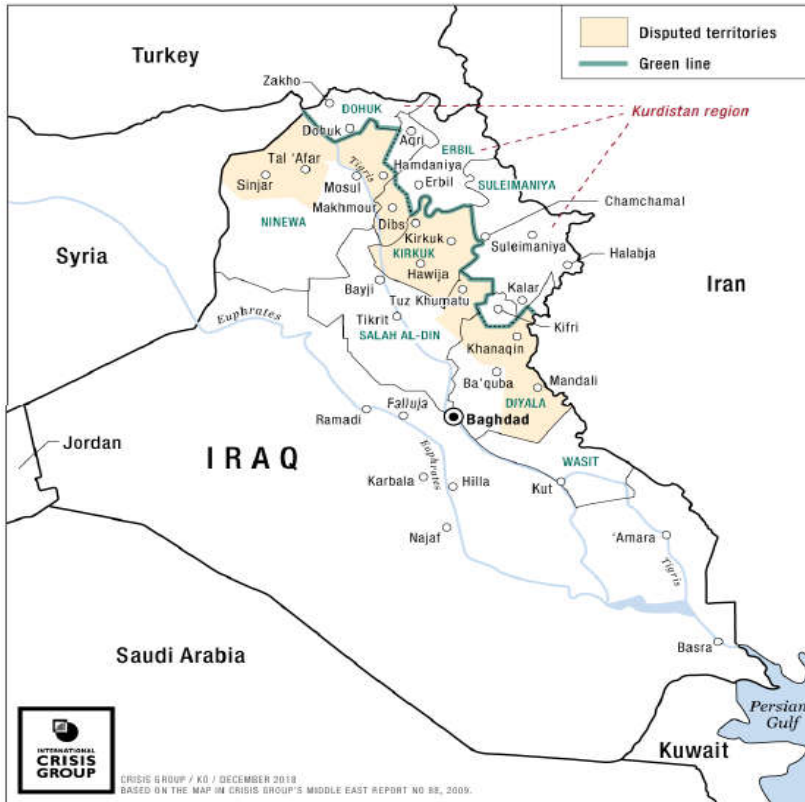 Disputed territories
Green line
Turkey
Zakho
DOHUK
Kurdistan region
Dohuk
Aqri
ERBIL
Tal ‘Afar
Tigris
Hamdaniya
Sinjar
Mosul
Erbil
SULEIMANIYA
Makhmour
Chamchamal
NINEWA
Dibs
Kirkuk
Suleimaniya
Syria
KIRKUK
Halabja
Hawija
Iran
Bayji
Kalar
Tuz Khumatu
Euphrates
Tikrit
Kifri
SALAH AL-DIN
Khanaqin
Ba’quba
Mandali
Falluja
DIYALA
Ramadi
Baghdad
Jordan
IRAQ
Euphrates
WASIT
Karbala
Hilla
Kut
Najaf
‘Amara
Tigris
Saudi Arabia
Basra
Persian
Gulf
Kuwait
INTERNATIONAL
CRISIS
GROUP
CRISIS GROUP / KO / DECEMBER 2018
BASED ON THE MAP IN CRISIS GROUP’S MIDDLE EAST REPORT NO 88, 2009.